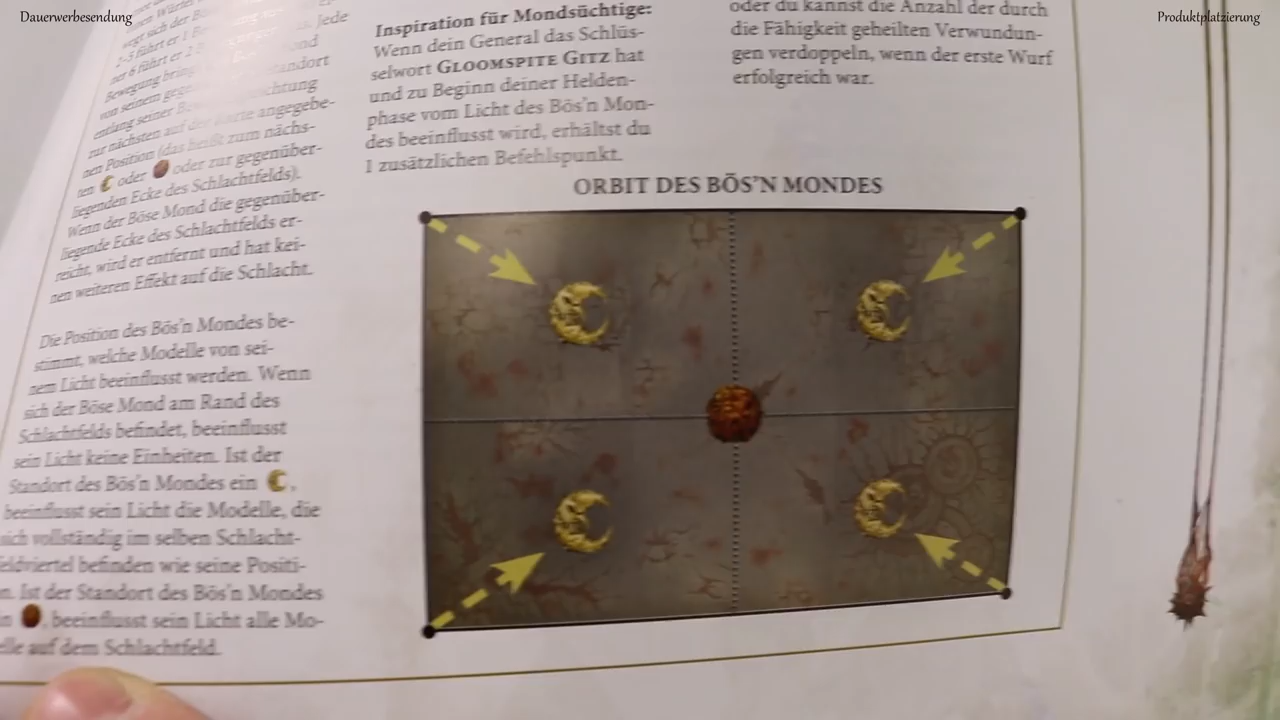 Dauerwerbesendung
Produktplatzierung
Jede
standort
entlang seiner
zur nächsten auf der Karte angegebe-
nen Position (das heißt zum nächs-
ten oder oder zur gegenüber-
liegenden Ecke des Schlachtfelds).
Wenn der Böse Mond die gegenüber-
liegende Ecke des Schlachtfelds er-
reicht, wird er entfernt und hat kei-
nen weiteren Effekt auf die Schlacht.
Die Position des Bös'n Mondes be-
stimmt, welche Modelle von sei-
nem Licht beeinflusst werden. Wenn
sich der Böse Mond am Rand des
Schlachtfelds befindet, beeinflusst
sein Licht keine Einheiten. Ist der
Standort des Bös'n Mondes ein ,
beeinflusst sein Licht die Modelle, die
sich vollständig im selben Schlacht-
feldviertel befinden wie seine Positi-
on. Ist der Standort des Bös'n Mondes
, beeinflusst sein Licht alle Mo-
delle auf dem Schlachtfeld.
Inspiration für Mondsüchtige:
Wenn dein General das Schlüs-
selwort GLOOMSPITE GITZ hat
und zu Beginn deiner Helden-
phase vom Licht des Bös'n Mon-
des beeinflusst wird, erhältst du
1 zusätzlichen Befehlspunkt.
oder du kannst die Anzahl der durch
die Fähigkeit geheilten Verwundun-
gen verdoppeln, wenn der erste Wurf
erfolgreich war.
ORBIT DES BÖS'N MONDES